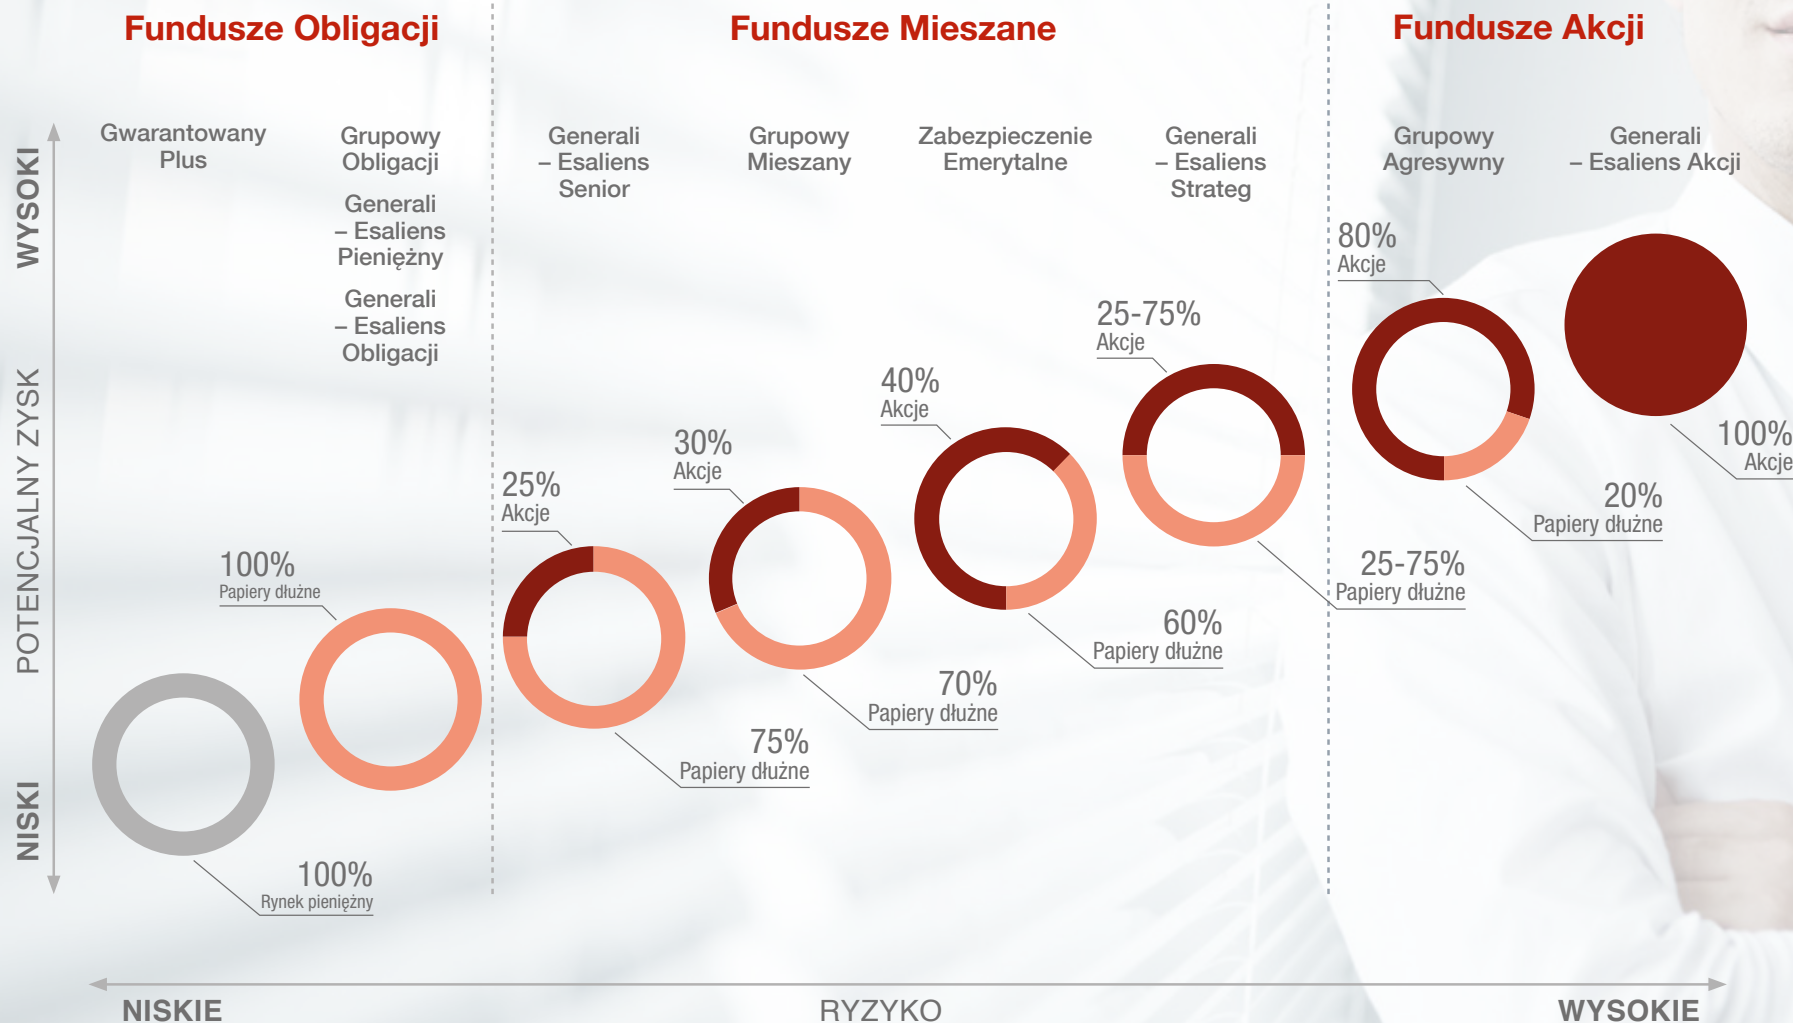 Fundusze Obligacji
Fundusze Mieszane
Fundusze Akcji
Gwarantowany
Plus
Grupowy
Obligacji
Generali
– Esaliens
Pieniężny
Generali
– Esaliens
Obligacji
Generali
– Esaliens
Senior
Grupowy
Mieszany
Zabezpieczenie
Emerytalne
Generali
– Esaliens
Strateg
Grupowy
Agresywny
Generali
– Esaliens Akcji
WYSOKI
POTENCJALNY ZYSK
NISKI
100%
Rynek pieniężny
100%
Papiery dłużne
25%
Akcje
75%
Papiery dłużne
30%
Akcje
70%
Papiery dłużne
40%
Akcje
60%
Papiery dłużne
25-75%
Akcje
25-75%
Papiery dłużne
80%
Akcje
20%
Papiery dłużne
100%
Akcje
NISKIE
RYZYKO
WYSOKIE